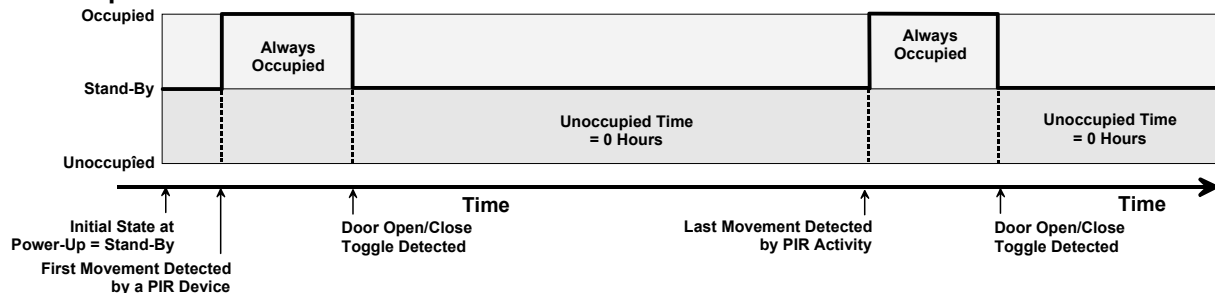 Occupied
Always
Occupied
Always
Occupied
Stand-By
Unoccupied Time
= 0 Hours
Unoccupied Time
= 0 Hours
Unoccupied
Time
Time
Initial State at
Power-Up = Stand-By
Door Open/Close
Toggle Detected
Last Movement Detected
by PIR Activity
Door Open/Close
Toggle Detected
First Movement Detected
by a PIR Device